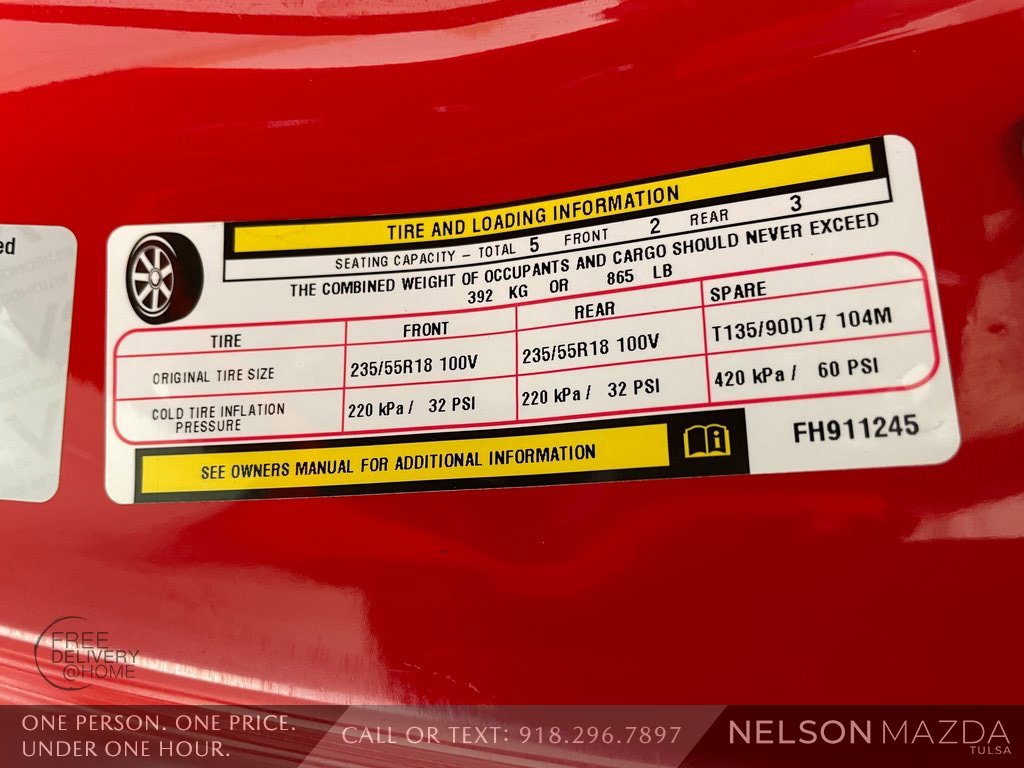 ed
TIRE AND LOADING INFORMATION
SEATING CAPACITY – TOTAL 5 FRONT 2 REAR 3
THE COMBINED WEIGHT OF OCCUPANTS AND CARGO SHOULD NEVER EXCEED
392 KG OR 865 LB
TIRE FRONT REAR SPARE
ORIGINAL TIRE SIZE 235/55R18 100V 235/55R18 100V T135/90D17 104M
COLD TIRE INFLATION PRESSURE 220 kPa / 32 PSI 220 kPa / 32 PSI 420 kPa / 60 PSI
SEE OWNERS MANUAL FOR ADDITIONAL INFORMATION
FH911245
FREE
DELIVERY
@HOME
ONE PERSON. ONE PRICE.
UNDER ONE HOUR.
CALL OR TEXT: 918.296.7897
NELSON MAZDA
TULSA